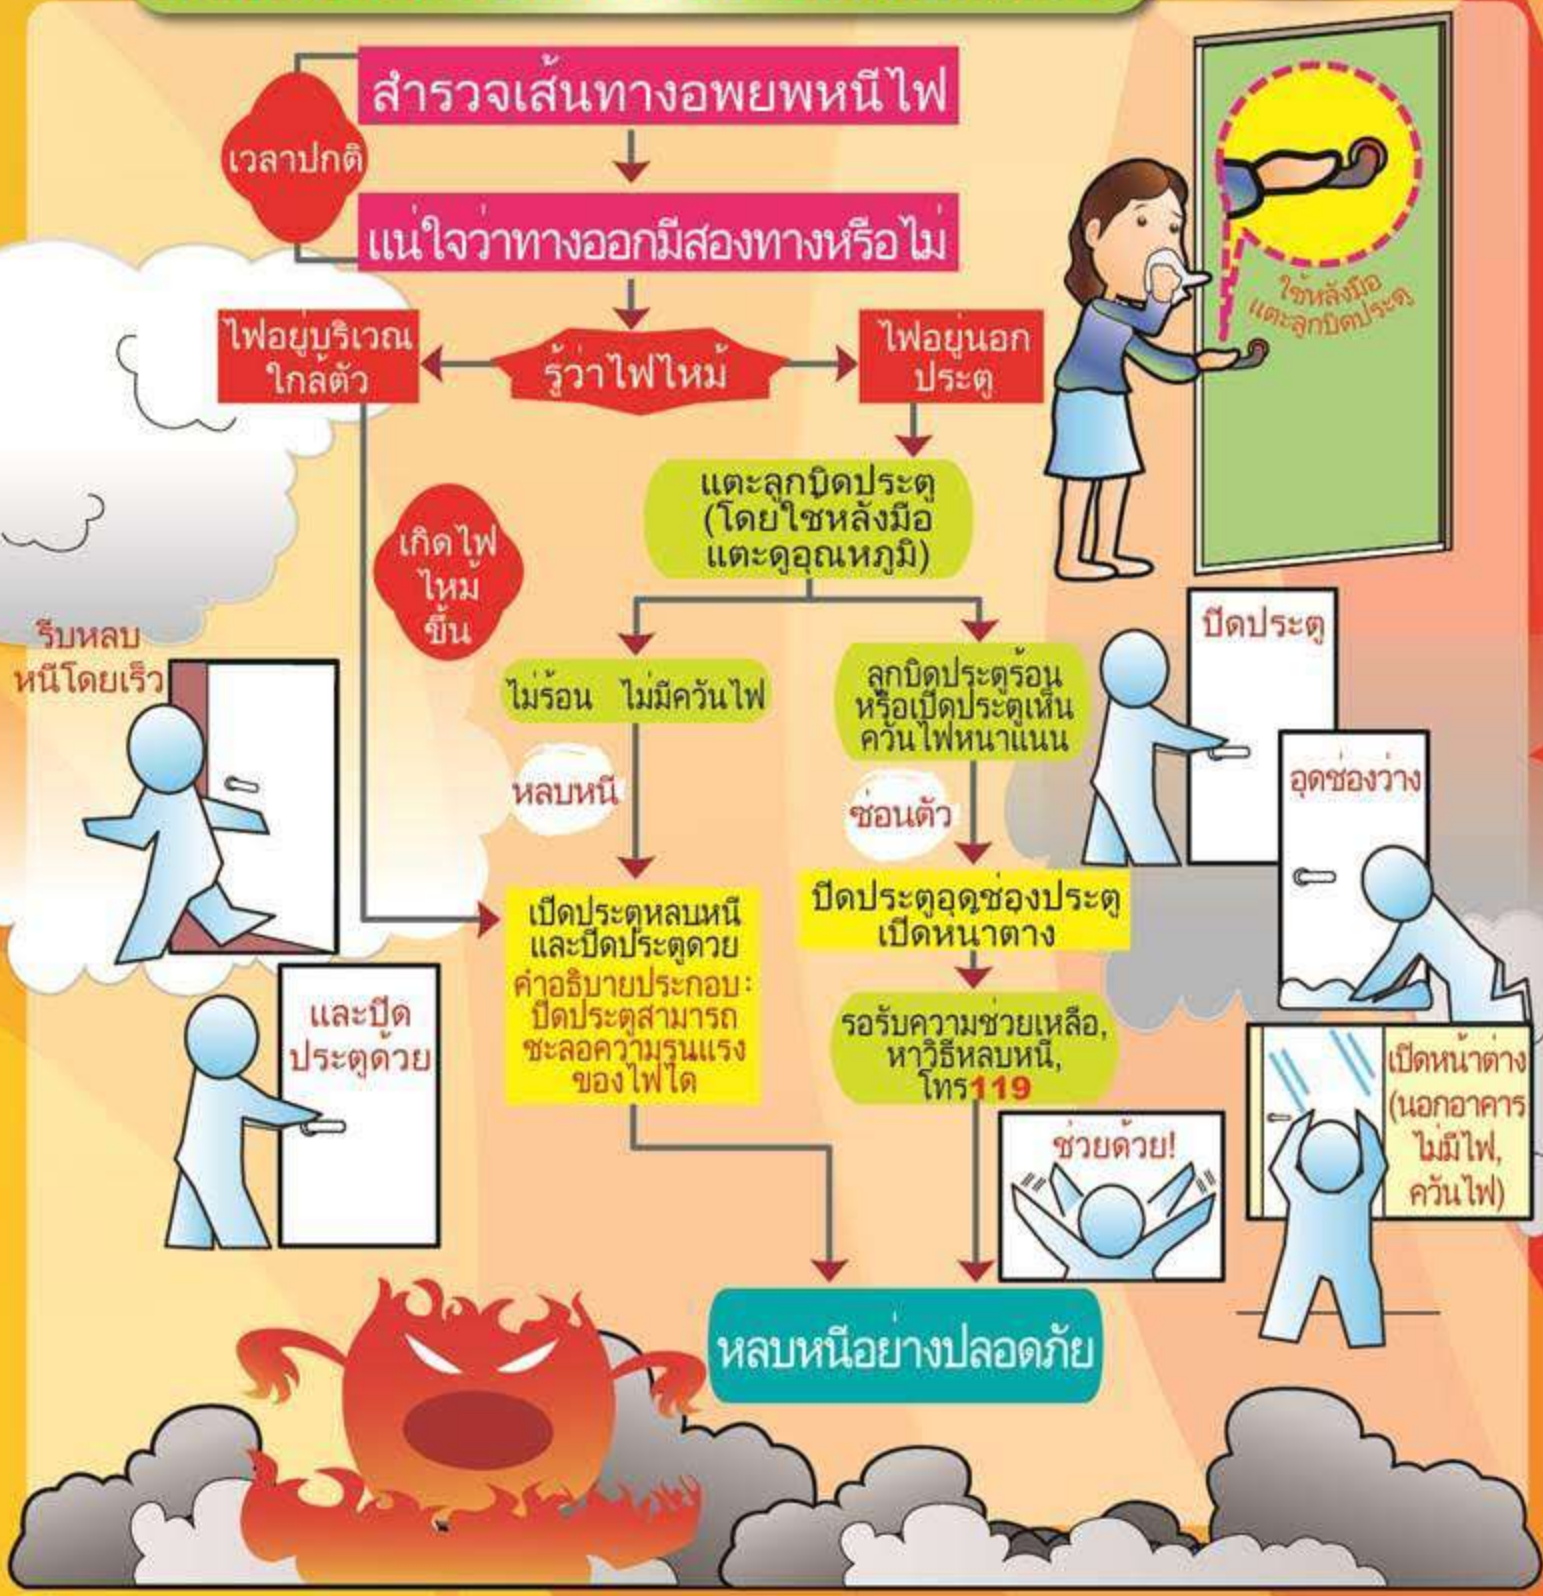 สำรวจเส้นทางอพยพหนีไฟ
เวลาปกติ
แน่ใจว่าทางออกมีสองทางหรือไม่
ใช้หลังมือ
แตะลูกบิดประตู
ไฟอยู่บริเวณ
ใกล้ตัว
รู้ว่าไฟไหม้
ไฟอยู่นอก
ประตู
แตะลูกบิดประตู
(โดยใช้หลังมือ
แตะดูอุณหภูมิ)
เกิดไฟ
ไหม้
ขึ้น
รีบหลบ
หนีโดยเร็ว
ไม่ร้อน ไม่มีควันไฟ
ลูกบิดประตูร้อน
หรือเปิดประตูเห็น
ควันไฟหนาแนน
ปิดประตู
อุดช่องว่าง
หลบหนี
ซ่อนตัว
เปิดประตูหลบหนี
และปิดประตูดวย
คำอธิบายประกอบ:
ปิดประตูสามารถ
ชะลอความรุนแรง
ของไฟได
ปิดประตูอุดช่องประตู
เปิดหนาตาง
และปิด
ประตูด้วย
รอรับความช่วยเหลือ,
หาวิธีหลบหนี,
โทร119
เปิดหน้าต่าง
(นอกอาคาร
ไม่มีไฟ,
ควันไฟ)
ช่วยด้วย!
หลบหนีอย่างปลอดภัย